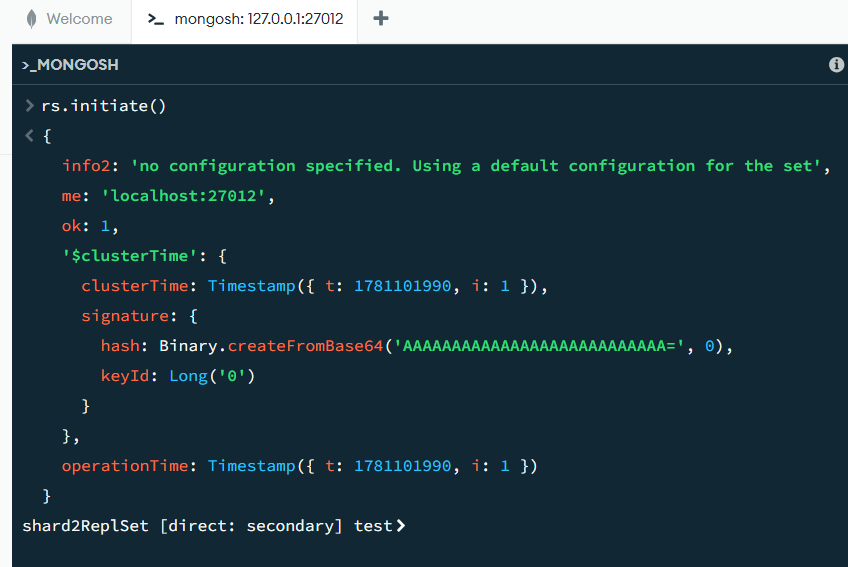 Welcome
>_ mongosh: 127.0.0.1:27012 +
>_MONGOSH
> rs.initiate()
< {
info2: 'no configuration specified. Using a default configuration for the set',
me: 'localhost:27012',
ok: 1,
'$clusterTime': {
clusterTime: Timestamp({ t: 1781101990, i: 1 }),
signature: {
hash: Binary.createFromBase64('AAAAAAAAAAAAAAAAAAAAAAAAAAA=', 0),
keyId: Long('0')
}
},
operationTime: Timestamp({ t: 1781101990, i: 1 })
}
shard2ReplSet [direct: secondary] test>